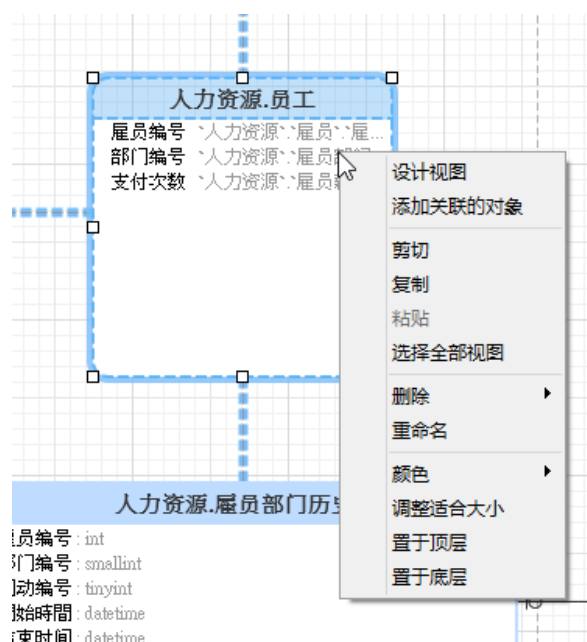 人力资源.员工
雇员编号 `人力资源`.`雇员`.`雇...
部门编号 `人力资源`.`雇员
支付次数 `人力资源`.`雇员
设计视图
添加关联的对象
剪切
复制
粘贴
选择全部视图
删除
重命名
颜色
调整适合大小
置于顶层
置于底层
人力资源.雇员部门历
员编号: int
门编号: smallint
动编号: tinyint
始時間: datetime
束时间: datetime